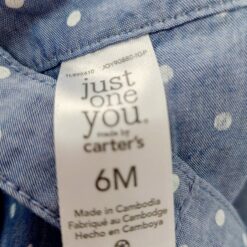 just
one
you.
made by
carter's
6M
Made in Cambodia
Fabriqué au Cambodge
Hecho en Camboya